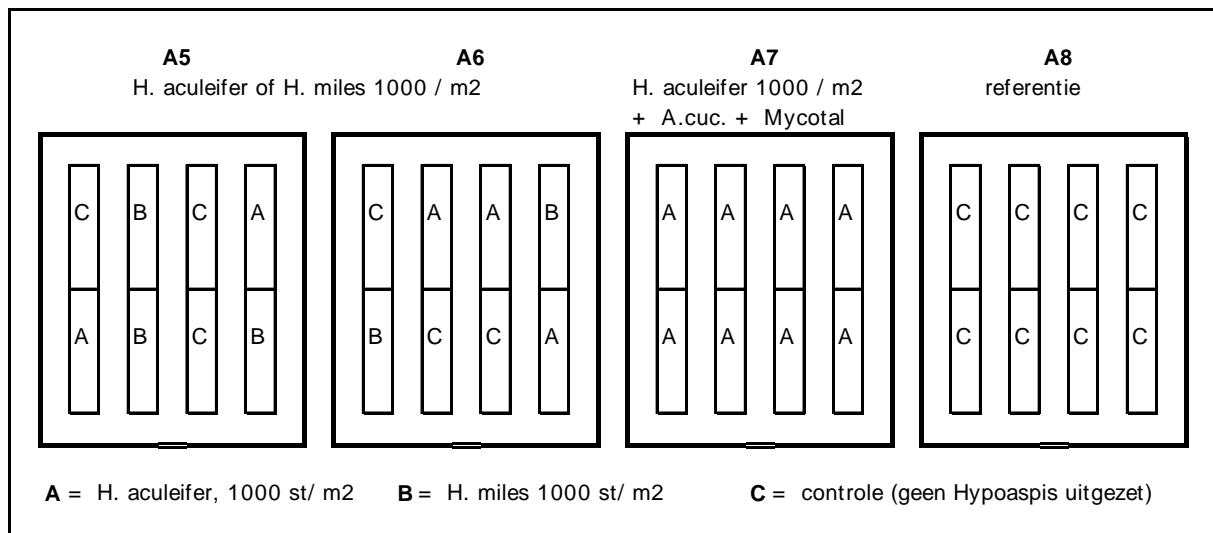 A5 A6 A7 A8
H. aculeifer of H. miles 1000 / m2 H. aculeifer 1000 / m2 referentie
+ A.cuc. + Mycotal
C B C A C A A B A A A A C C C C
A B C B B C C A A A A A C C C C
A = H. aculeifer, 1000 st/ m2 B = H. miles 1000 st/ m2 C = controle (geen Hypoaspis uitgezet)